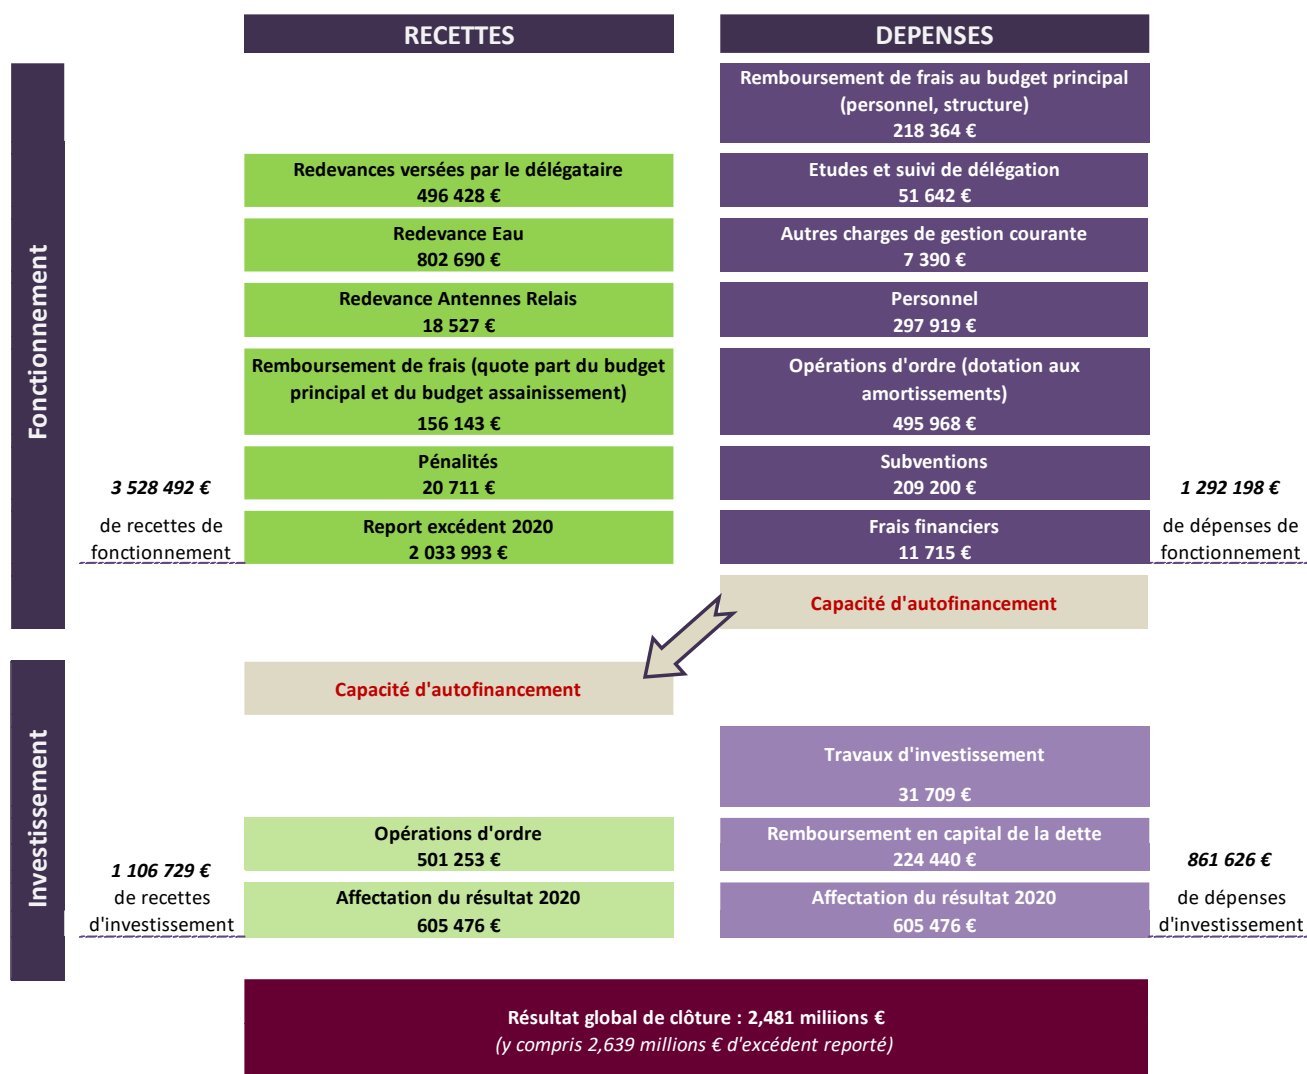 RECETTES
DEPENSES
Fonctionnement
Remboursement de frais au budget principal
(personnel, structure)
218 364 €
Redevances versées par le délégataire
496 428 €
Etudes et suivi de délégation
51 642 €
Redevance Eau
802 690 €
Autres charges de gestion courante
7 390 €
Redevance Antennes Relais
18 527 €
Personnel
297 919 €
Remboursement de frais (quote part du budget
principal et du budget assainissement)
156 143 €
Opérations d'ordre (dotation aux
amortissements)
495 968 €
Pénalités
20 711 €
Subventions
209 200 €
3 528 492 €
de recettes de
fonctionnement
Report excédent 2020
2 033 993 €
Frais financiers
11 715 €
1 292 198 €
de dépenses de
fonctionnement
Capacité d'autofinancement
Investissement
Capacité d'autofinancement
Travaux d'investissement
31 709 €
Opérations d'ordre
501 253 €
Remboursement en capital de la dette
224 440 €
1 106 729 €
de recettes
d'investissement
Affectation du résultat 2020
605 476 €
Affectation du résultat 2020
605 476 €
861 626 €
de dépenses
d'investissement
Résultat global de clôture : 2,481 miliions €
(y compris 2,639 millions € d'excédent reporté)